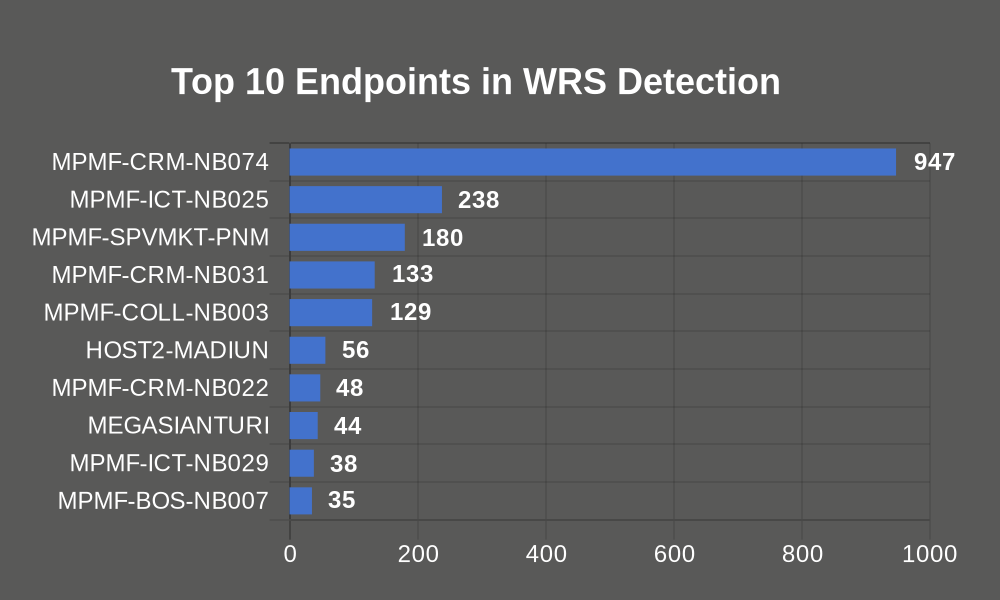 Top 10 Endpoints in WRS Detection
MPMF-CRM-NB074 947
MPMF-ICT-NB025 238
MPMF-SPVMKT-PNM 180
MPMF-CRM-NB031 133
MPMF-COLL-NB003 129
HOST2-MADIUN 56
MPMF-CRM-NB022 48
MEGASIANTURI 44
MPMF-ICT-NB029 38
MPMF-BOS-NB007 35
0 200 400 600 800 1000